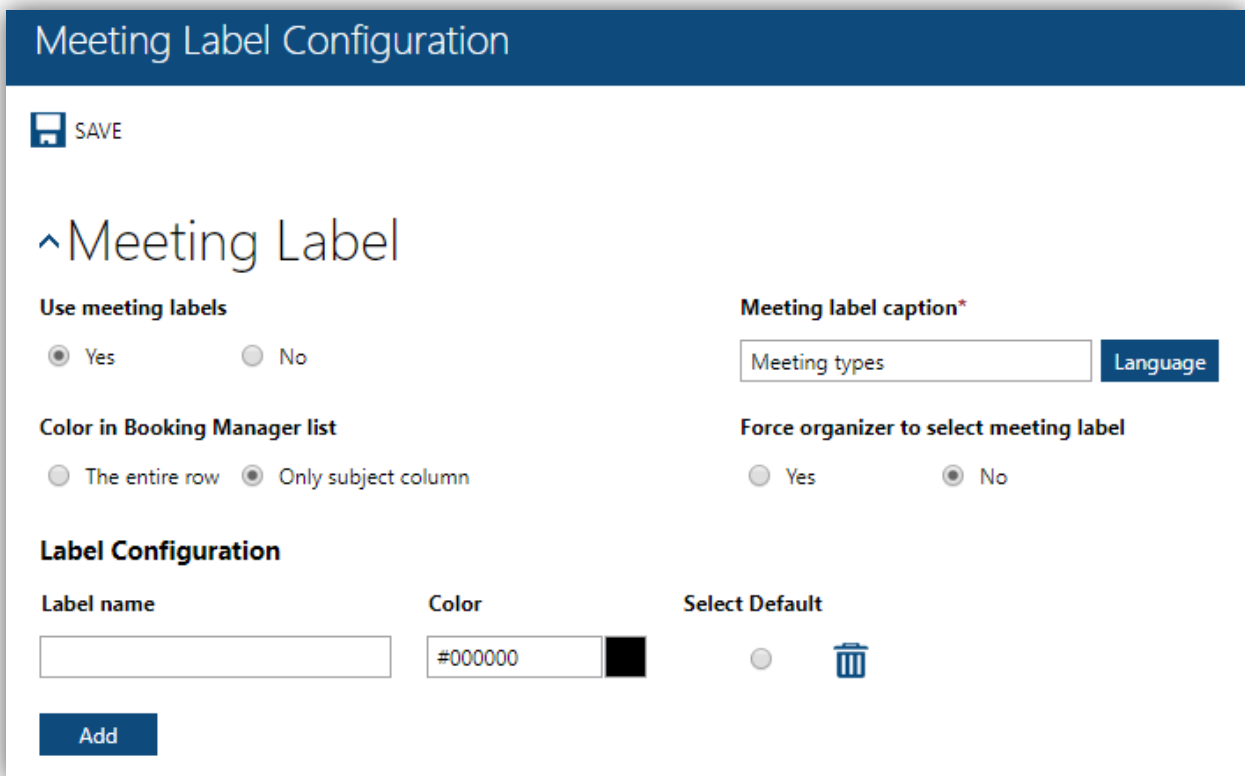 Meeting Label Configuration
SAVE
Meeting Label
Use meeting labels Meeting label caption*
Yes No Meeting types Language
Color in Booking Manager list Force organizer to select meeting label
The entire row Only subject column Yes No
Label Configuration
Label name Color Select Default
#000000
Add